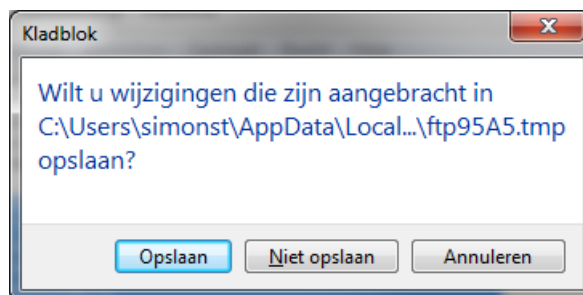 Kladblok
Wilt u wijzigingen die zijn aangebracht in
C:\Users\simonst\AppData\Local...\ftp95A5.tmp
opslaan?
Opslaan
Niet opslaan
Annuleren